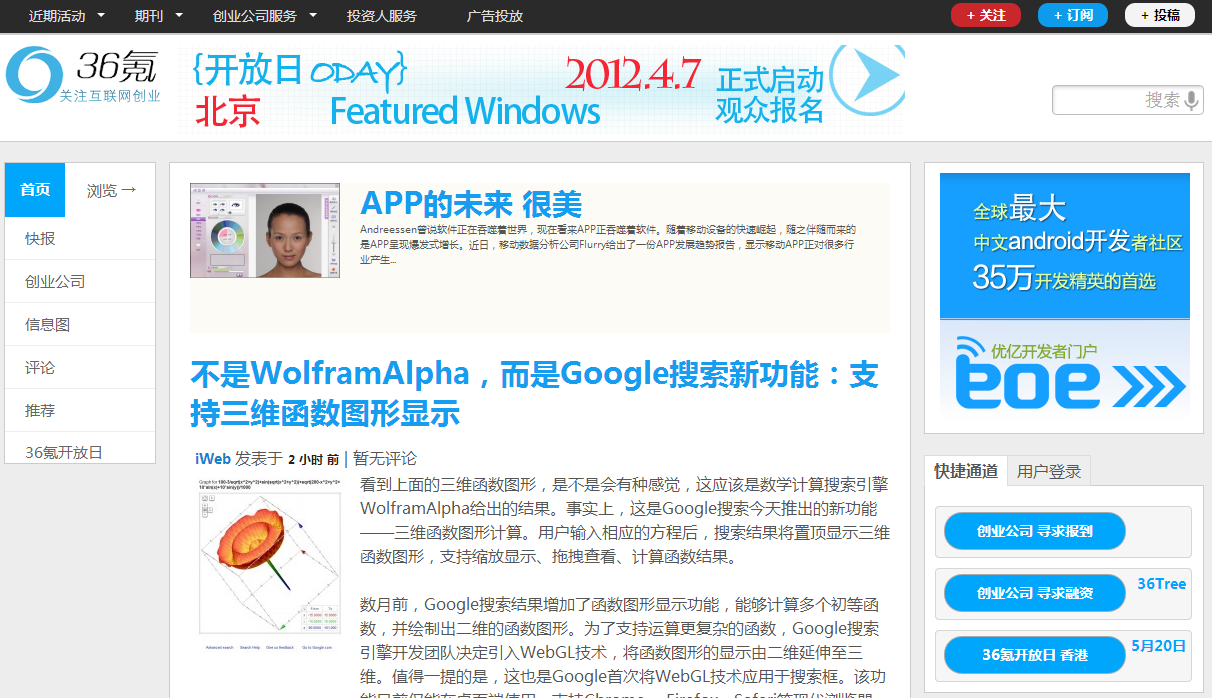 近期活动 期刊 创业公司服务 投资人服务 广告投放
+ 关注 + 订阅 + 投稿
36氪
关注互联网创业
{开放日 ODAY}
北京
Featured Windows
2012.4.7
正式启动
观众报名
搜索
首页 浏览 →
快报
创业公司
信息图
评论
推荐
36氪开放日
APP的未来 很美
Andreessen曾说软件正在吞噬着世界，现在看来APP正吞噬着软件。随着移动设备的快速崛起，随之伴随而来的
是APP呈现爆发式增长。近日，移动数据分析公司Flurry给出了一份APP发展趋势报告，显示移动APP正对很多行
业产生...
不是WolframAlpha，而是Google搜索新功能：支
持三维函数图形显示
iWeb 发表于 2 小时 前 | 暂无评论
看到上面的三维函数图形，是不是会有种感觉，这应该是数学计算搜索引擎
WolframAlpha给出的结果。事实上，这是Google搜索今天推出的新功能
——三维函数图形计算。用户输入相应的方程后，搜索结果将置顶显示三维
函数图形，支持缩放显示、拖拽查看、计算函数结果。
数月前，Google搜索结果增加了函数图形显示功能，能够计算多个初等函
数，并绘制出二维的函数图形。为了支持运算更复杂的函数，Google搜索
引擎开发团队决定引入WebGL技术，将函数图形的显示由二维延伸至三
维。值得一提的是，这也是Google首次将WebGL技术应用于搜索框。该功
Advanced search Search Help Give us feedback Go to Google.com
全球最大
中文android开发者社区
35万开发精英的首选
优亿开发者门户
eoe
快捷通道 用户登录
创业公司 寻求报到
创业公司 寻求融资 36Tree
36氪开放日 香港 5月20日